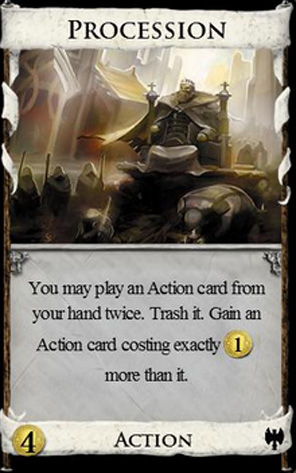 PROCESSION
You may play an Action card from
your hand twice. Trash it. Gain an
Action card costing exactly 1
more than it.
4 ACTION